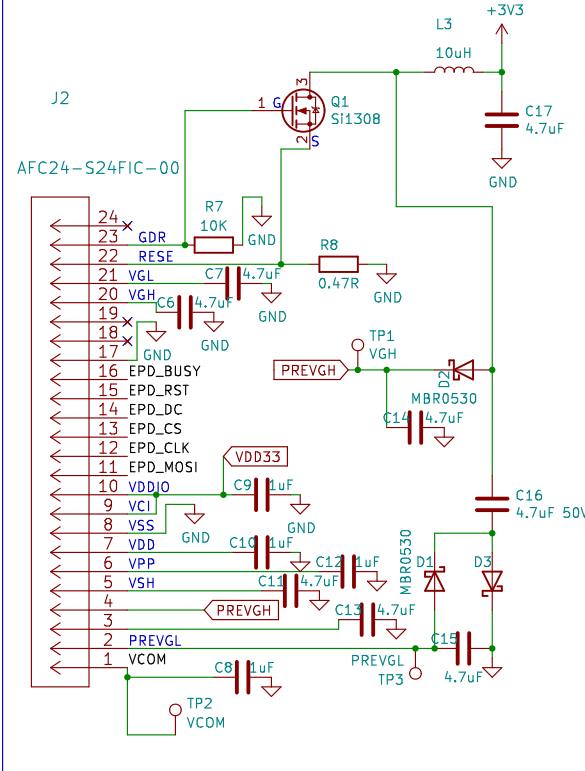 +3V3
L3
10uH
J2
3
1
G
Q1
Si1308
2
S
C17
4.7uF
GND
AFC24-S24FIC-00
R7
10K
GND
R8
0.47R
GND
24
23 GDR
22 RESE
21 VGL
C7 4.7uF
GND
20 VGH
C6 4.7uF
GND
19
18
17
GND
TP1
VGH
PREVGH
D2
MBR0530
C14 4.7uF
16 EPD_BUSY
15 EPD_RST
14 EPD_DC
13 EPD_CS
12 EPD_CLK
11 EPD_MOSI
VDD33
10 VDDIO
C9 1uF
GND
9 VCI
8 VSS
GND
7 VDD
C10 1uF
6 VPP
C12 1uF
5 VSH
C11 4.7uF
4
PREVGH
3
C13 4.7uF
2 PREVGL
1 VCOM
C16
4.7uF 50V
MBR0530
D1
D3
C15
4.7uF
PREVGL
TP3
C8 1uF
TP2
VCOM